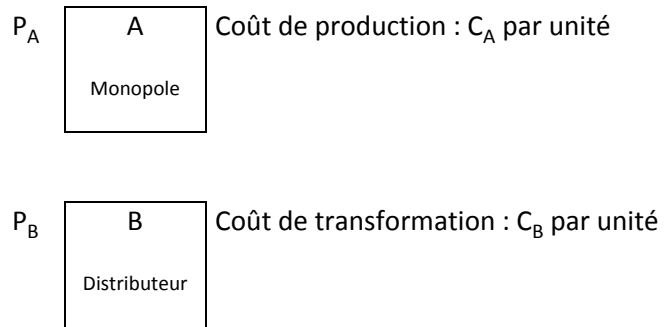 P_A A Coût de production : C_A par unité
Monopole
P_B B Coût de transformation : C_B par unité
Distributeur